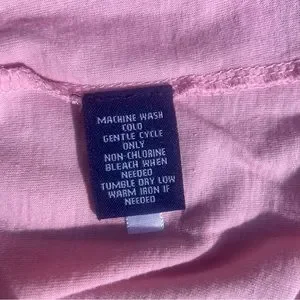 MACHINE WASH
COLD
GENTLE CYCLE
ONLY
NON-CHLORINE
BLEACH WHEN
NEEDED
TUMBLE DRY LOW
WARM IRON IF
NEEDED